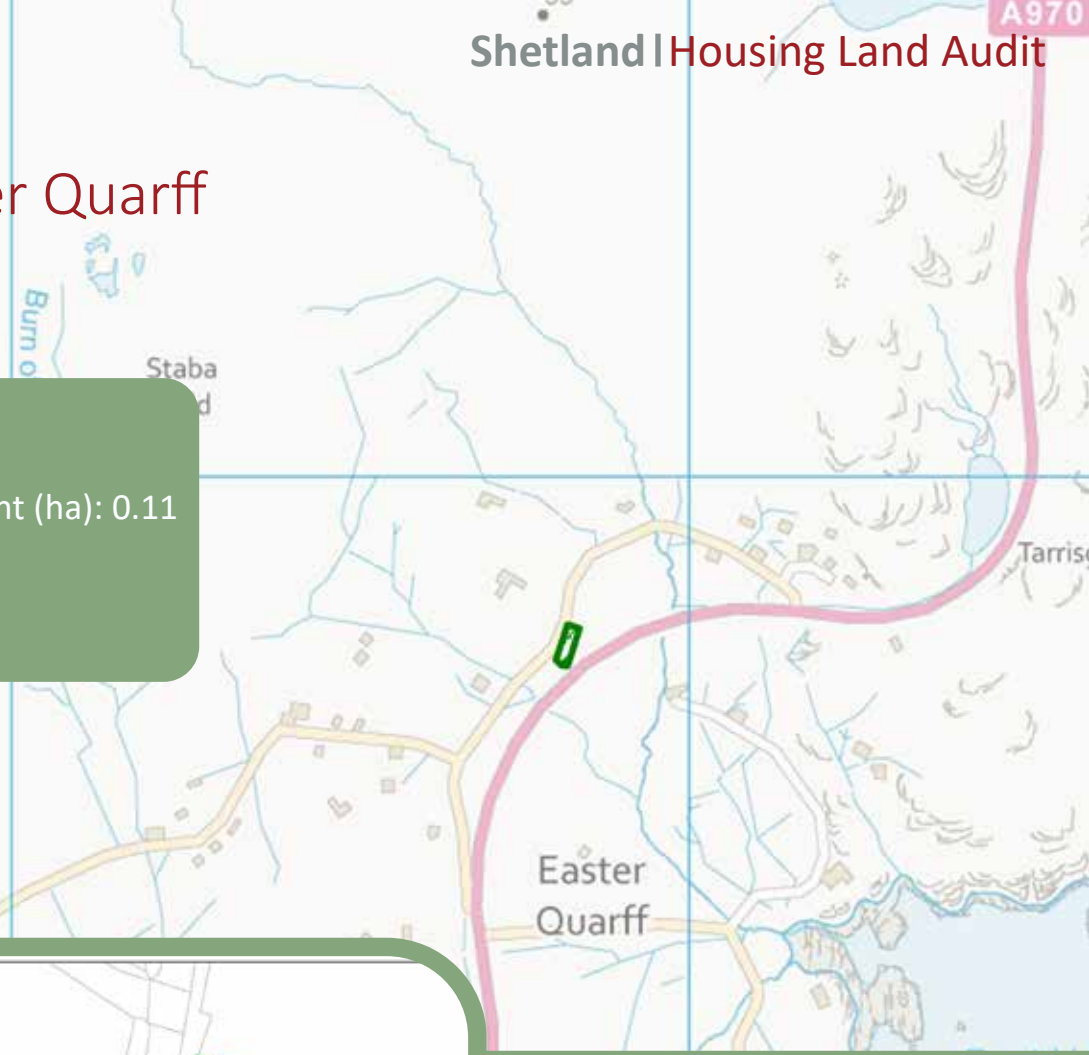 A970
Shetland|Housing Land Audit
er Quarff
Burn o
Staba
d
nt (ha): 0.11
Tarris
Easter
Quarff